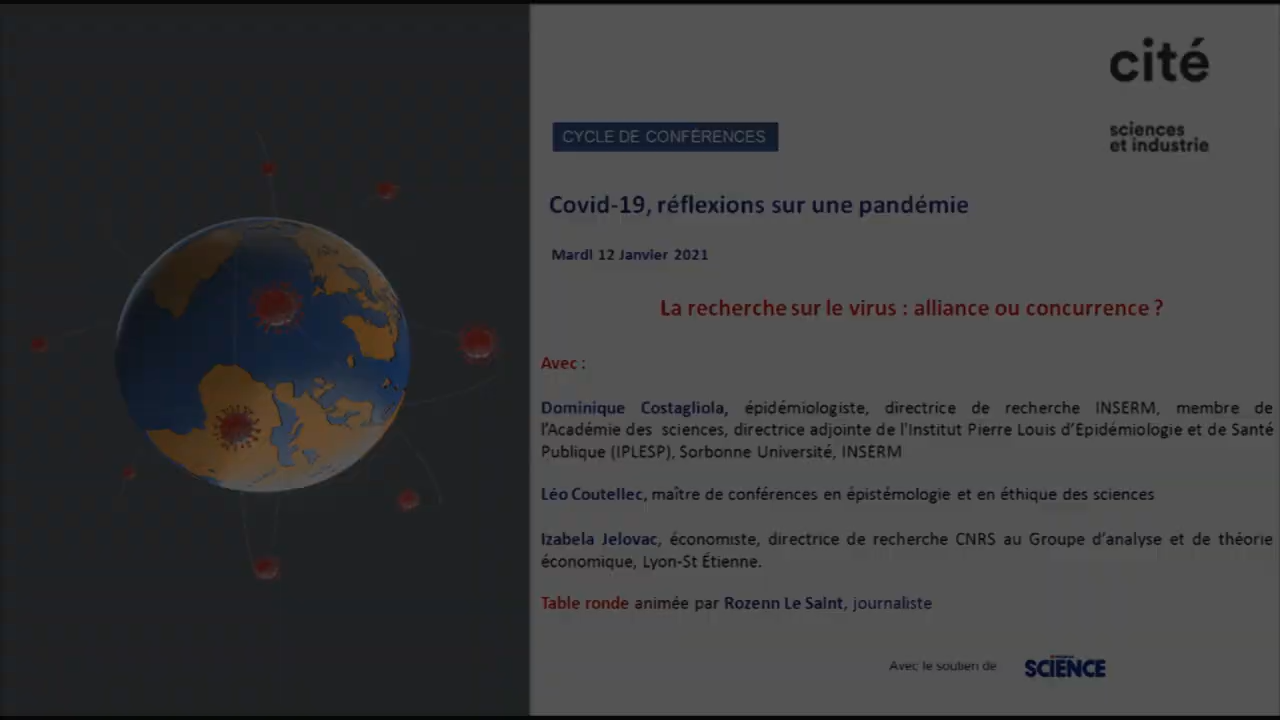 cité
sciences
et industrie
CYCLE DE CONFÉRENCES
Covid-19, réflexions sur une pandémie
Mardi 12 Janvier 2021
La recherche sur le virus : alliance ou concurrence ?
Avec :
Dominique Costagliola, épidémiologiste, directrice de recherche INSERM, membre de
l'Académie des sciences, directrice adjointe de l'Institut Pierre Louis d'Epidémiologie et de Santé
Publique (IPLESP), Sorbonne Université, INSERM
Léo Coutellec, maître de conférences en épistémologie et en éthique des sciences
Izabela Jelovac, économiste, directrice de recherche CNRS au Groupe d'analyse et de théorie
économique, Lyon-St Étienne.
Table ronde animée par Rozenn Le Saint, journaliste
Avec le soutien de
SCIENCE